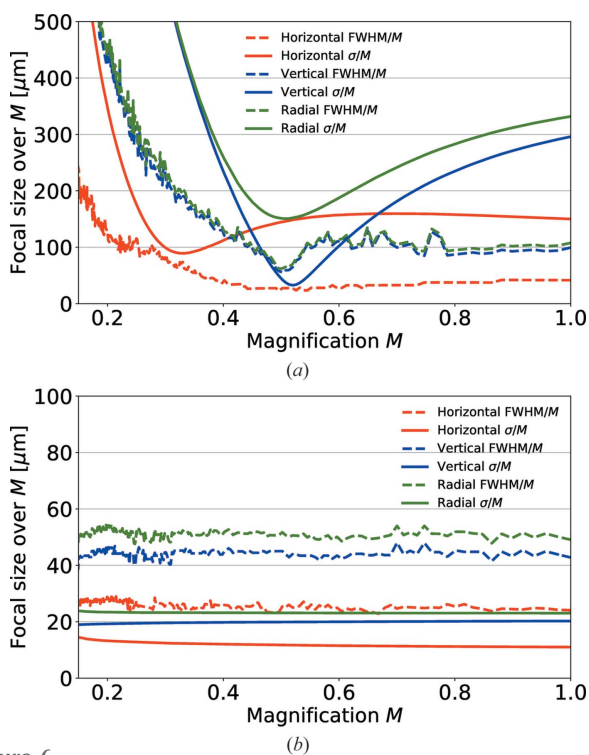 500
400
300
200
100
0
Focal size over M [μm]
Horizontal FWHM/M
Horizontal σ/M
Vertical FWHM/M
Vertical σ/M
Radial FWHM/M
Radial σ/M
0.2 0.4 0.6 0.8 1.0
Magnification M
(a)
100
80
60
40
20
0
Focal size over M [μm]
Horizontal FWHM/M
Horizontal σ/M
Vertical FWHM/M
Vertical σ/M
Radial FWHM/M
Radial σ/M
0.2 0.4 0.6 0.8 1.0
Magnification M
(b)